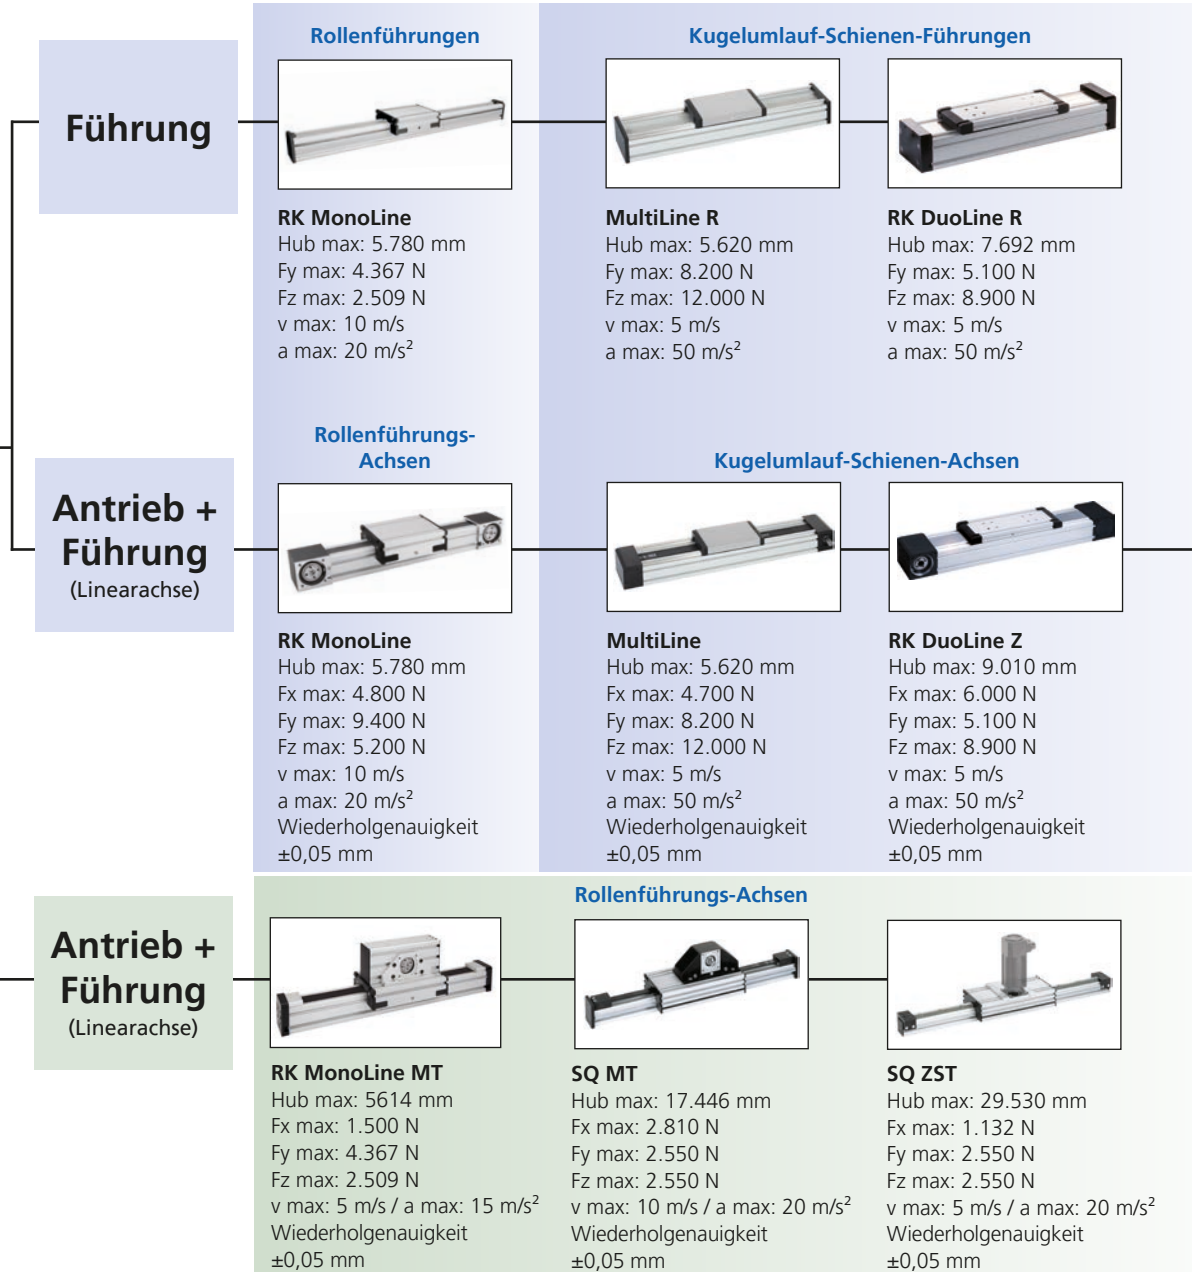 Führung
Rollenführungen
RK MonoLine
Hub max: 5.780 mm
Fy max: 4.367 N
Fz max: 2.509 N
v max: 10 m/s
a max: 20 m/s²
Kugelumlauf-Schienen-Führungen
MultiLine R
Hub max: 5.620 mm
Fy max: 8.200 N
Fz max: 12.000 N
v max: 5 m/s
a max: 50 m/s²
RK DuoLine R
Hub max: 7.692 mm
Fy max: 5.100 N
Fz max: 8.900 N
v max: 5 m/s
a max: 50 m/s²
Antrieb +
Führung
(Linearachse)
Rollenführungs-
Achsen
RK MonoLine
Hub max: 5.780 mm
Fx max: 4.800 N
Fy max: 9.400 N
Fz max: 5.200 N
v max: 10 m/s
a max: 20 m/s²
Wiederholgenauigkeit
±0,05 mm
Kugelumlauf-Schienen-Achsen
MultiLine
Hub max: 5.620 mm
Fx max: 4.700 N
Fy max: 8.200 N
Fz max: 12.000 N
v max: 5 m/s
a max: 50 m/s²
Wiederholgenauigkeit
±0,05 mm
RK DuoLine Z
Hub max: 9.010 mm
Fx max: 6.000 N
Fy max: 5.100 N
Fz max: 8.900 N
v max: 5 m/s
a max: 50 m/s²
Wiederholgenauigkeit
±0,05 mm
Antrieb +
Führung
(Linearachse)
Rollenführungs-Achsen
RK MonoLine MT
Hub max: 5614 mm
Fx max: 1.500 N
Fy max: 4.367 N
Fz max: 2.509 N
v max: 5 m/s / a max: 15 m/s²
Wiederholgenauigkeit
±0,05 mm
SQ MT
Hub max: 17.446 mm
Fx max: 2.810 N
Fy max: 2.550 N
Fz max: 2.550 N
v max: 10 m/s / a max: 20 m/s²
Wiederholgenauigkeit
±0,05 mm
SQ ZST
Hub max: 29.530 mm
Fx max: 1.132 N
Fy max: 2.550 N
Fz max: 2.550 N
v max: 5 m/s / a max: 20 m/s²
Wiederholgenauigkeit
±0,05 mm